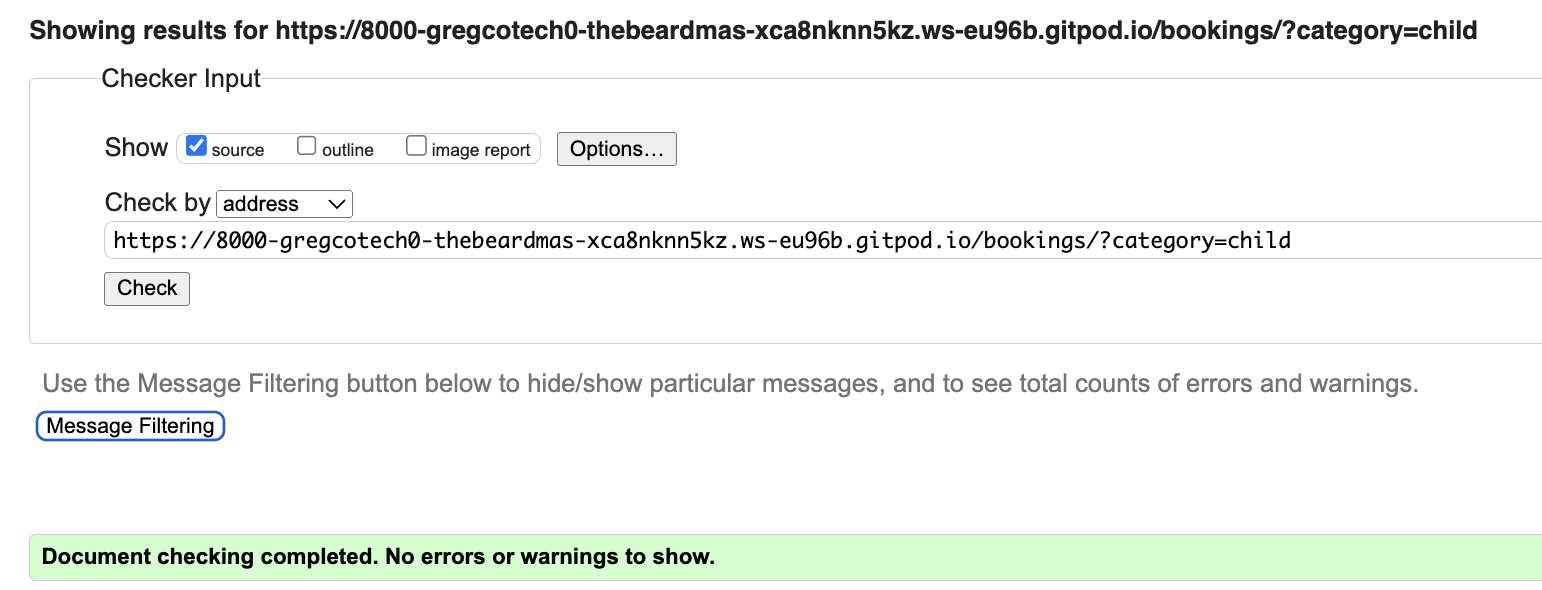 Showing results for https://8000-gregcotech0-thebeardmas-xca8nknn5kz.ws-eu96b.gitpod.io/bookings/?category=child
Checker Input
Show source outline image report Options...
Check by address
https://8000-gregcotech0-thebeardmas-xca8nknn5kz.ws-eu96b.gitpod.io/bookings/?category=child
Check
Use the Message Filtering button below to hide/show particular messages, and to see total counts of errors and warnings.
Message Filtering
Document checking completed. No errors or warnings to show.